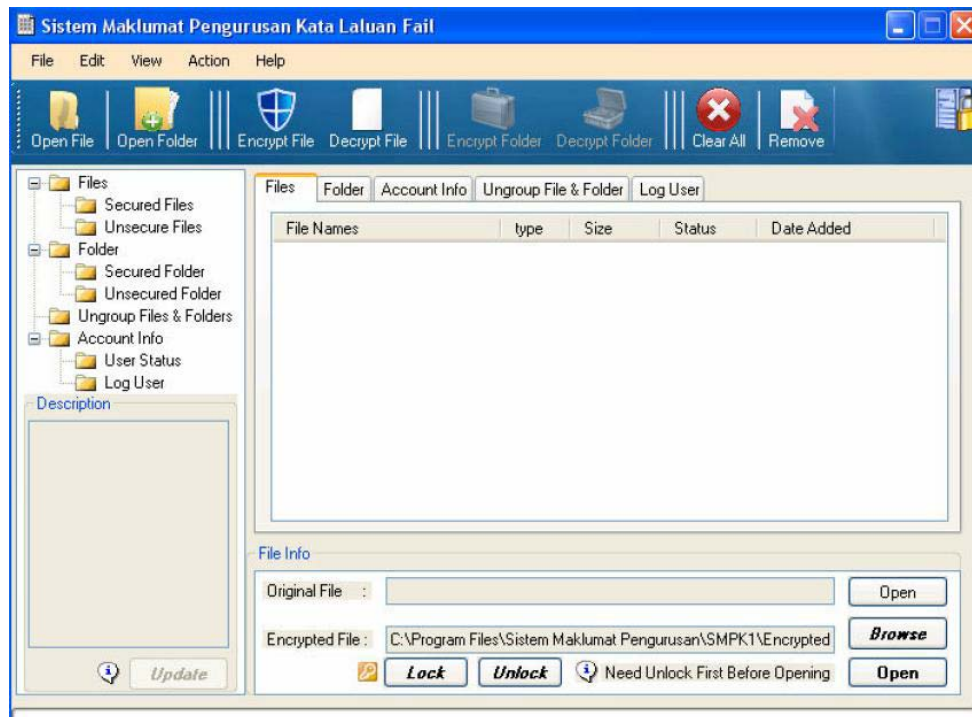 Sistem Maklumat Pengurusan Kata Laluan Fail
File Edit View Action Help
Open File Open Folder Encrypt File Decrypt File Encrypt Folder Decrypt Folder Clear All Remove
Files
Secured Files
Unsecure Files
Folder
Secured Folder
Unsecured Folder
Ungroup Files & Folders
Account Info
User Status
Log User
Description
Update
Files Folder Account Info Ungroup File & Folder Log User
File Names type Size Status Date Added
File Info
Original File : Open
Encrypted File : C:\Program Files\Sistem Maklumat Pengurusan\SMPK1\Encrypted Browse
Lock Unlock Need Unlock First Before Opening Open